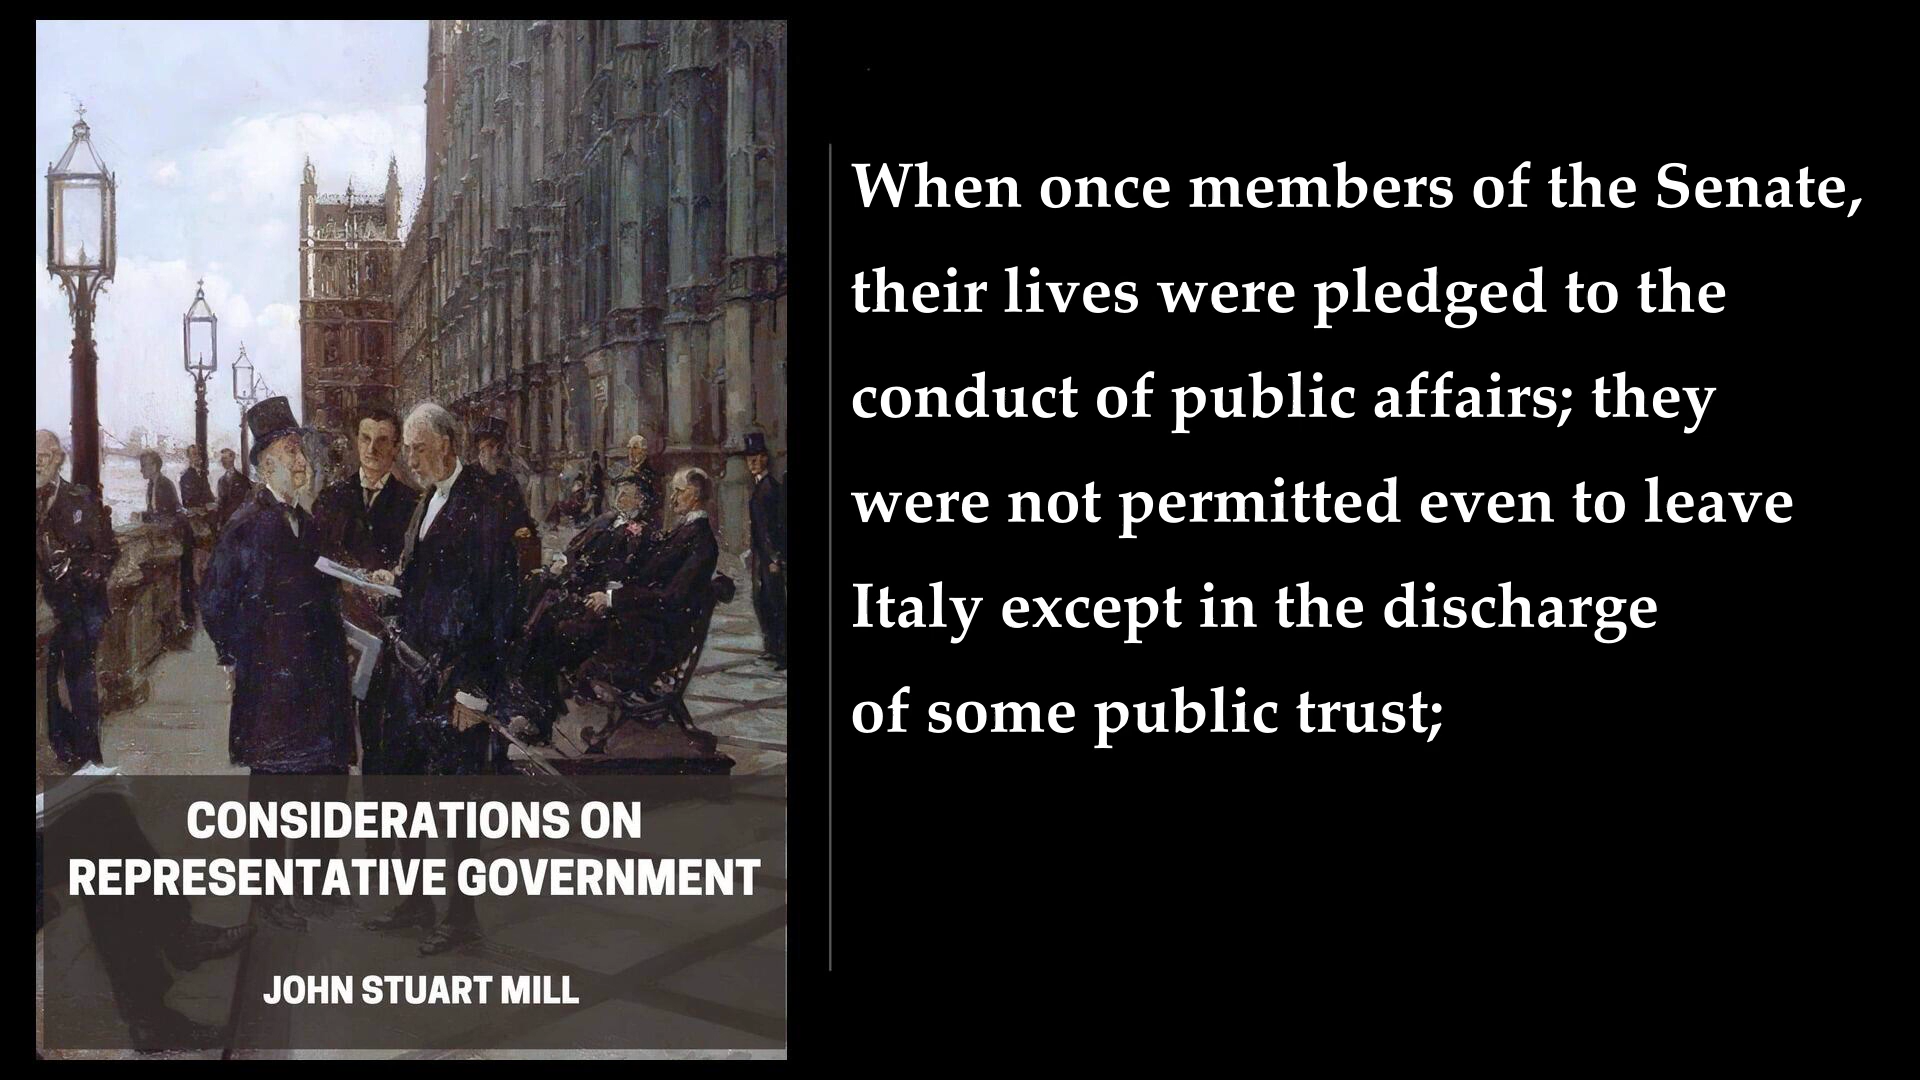 CONSIDERATIONS ON
REPRESENTATIVE GOVERNMENT
JOHN STUART MILL
When once members of the Senate,
their lives were pledged to the
conduct of public affairs; they
were not permitted even to leave
Italy except in the discharge
of some public trust;